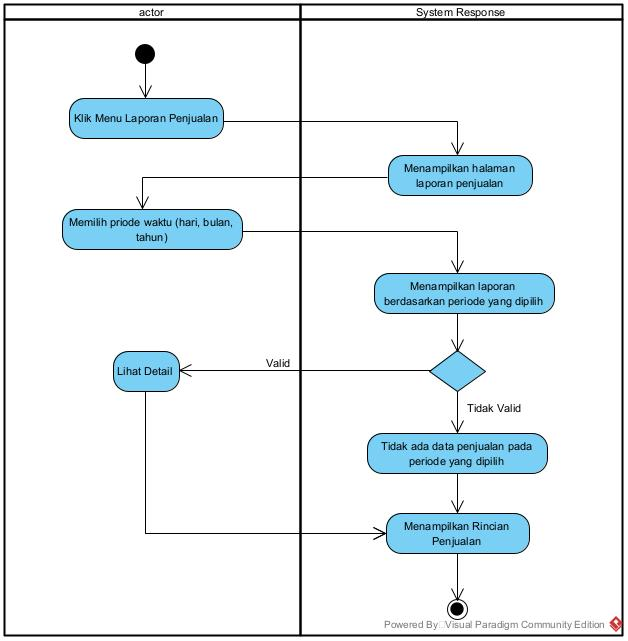 actor
System Response
Klik Menu Laporan Penjualan
Menampilkan halaman
laporan penjualan
Memilih priode waktu (hari, bulan,
tahun)
Menampilkan laporan
berdasarkan periode yang dipilih
Valid
Lihat Detail
Tidak Valid
Tidak ada data penjualan pada
periode yang dipilih
Menampilkan Rincian
Penjualan
Powered By Visual Paradigm Community Edition